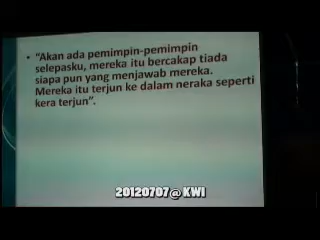 • "Akan ada pemimpin-pemimpin
selepasku, mereka itu bercakap tiada
siapa pun yang menjawab mereka.
Mereka itu terjun ke dalam neraka seperti
kera terjun".
20120707@KWI